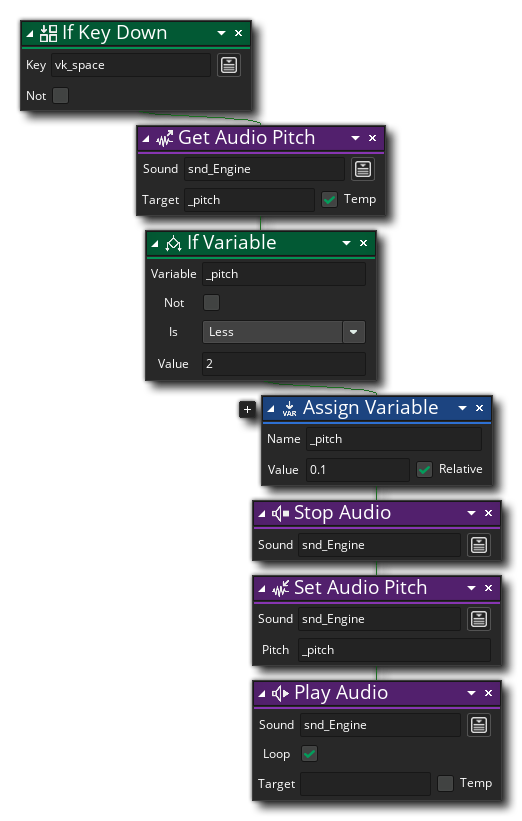 If Key Down
Key vk_space
Not
Get Audio Pitch
Sound snd_Engine
Target _pitch Temp
If Variable
Variable _pitch
Not
Is Less
Value 2
VAR Assign Variable
Name _pitch
Value 0.1 Relative
Stop Audio
Sound snd_Engine
Set Audio Pitch
Sound snd_Engine
Pitch _pitch
Play Audio
Sound snd_Engine
Loop
Target Temp